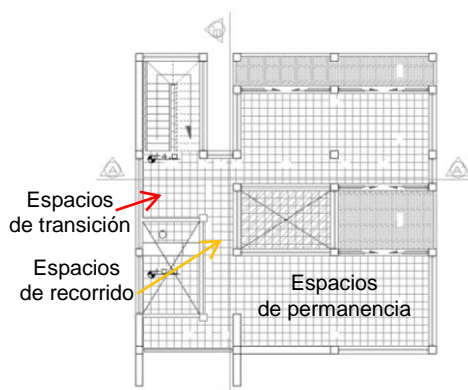 B
A
A
Espacios
de transición
Espacios
de recorrido
Espacios
de permanencia